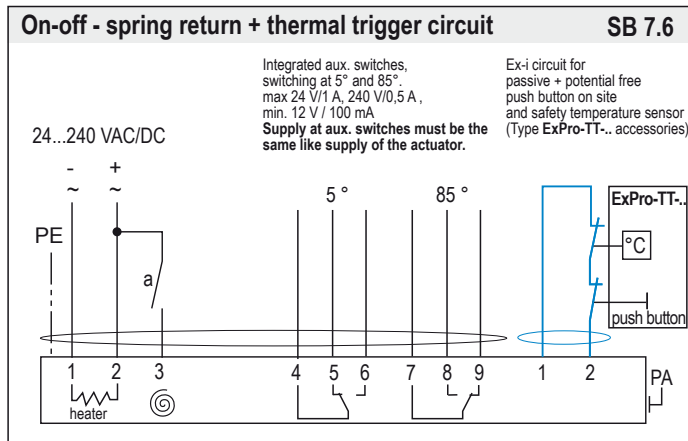 On-off - spring return + thermal trigger circuit SB 7.6
Integrated aux. switches,
switching at 5° and 85°.
max 24 V/1 A, 240 V/0,5 A ,
min. 12 V / 100 mA
Supply at aux. switches must be the
same like supply of the actuator.
Ex-i circuit for
passive + potential free
push button on site
and safety temperature sensor
(Type ExPro-TT-.. accessories)
24...240 VAC/DC
- +
~ ~
5 ° 85 °
ExPro-TT-..
PE
°C
a
push button
1 2 3 4 5 6 7 8 9 1 2 PA
heater